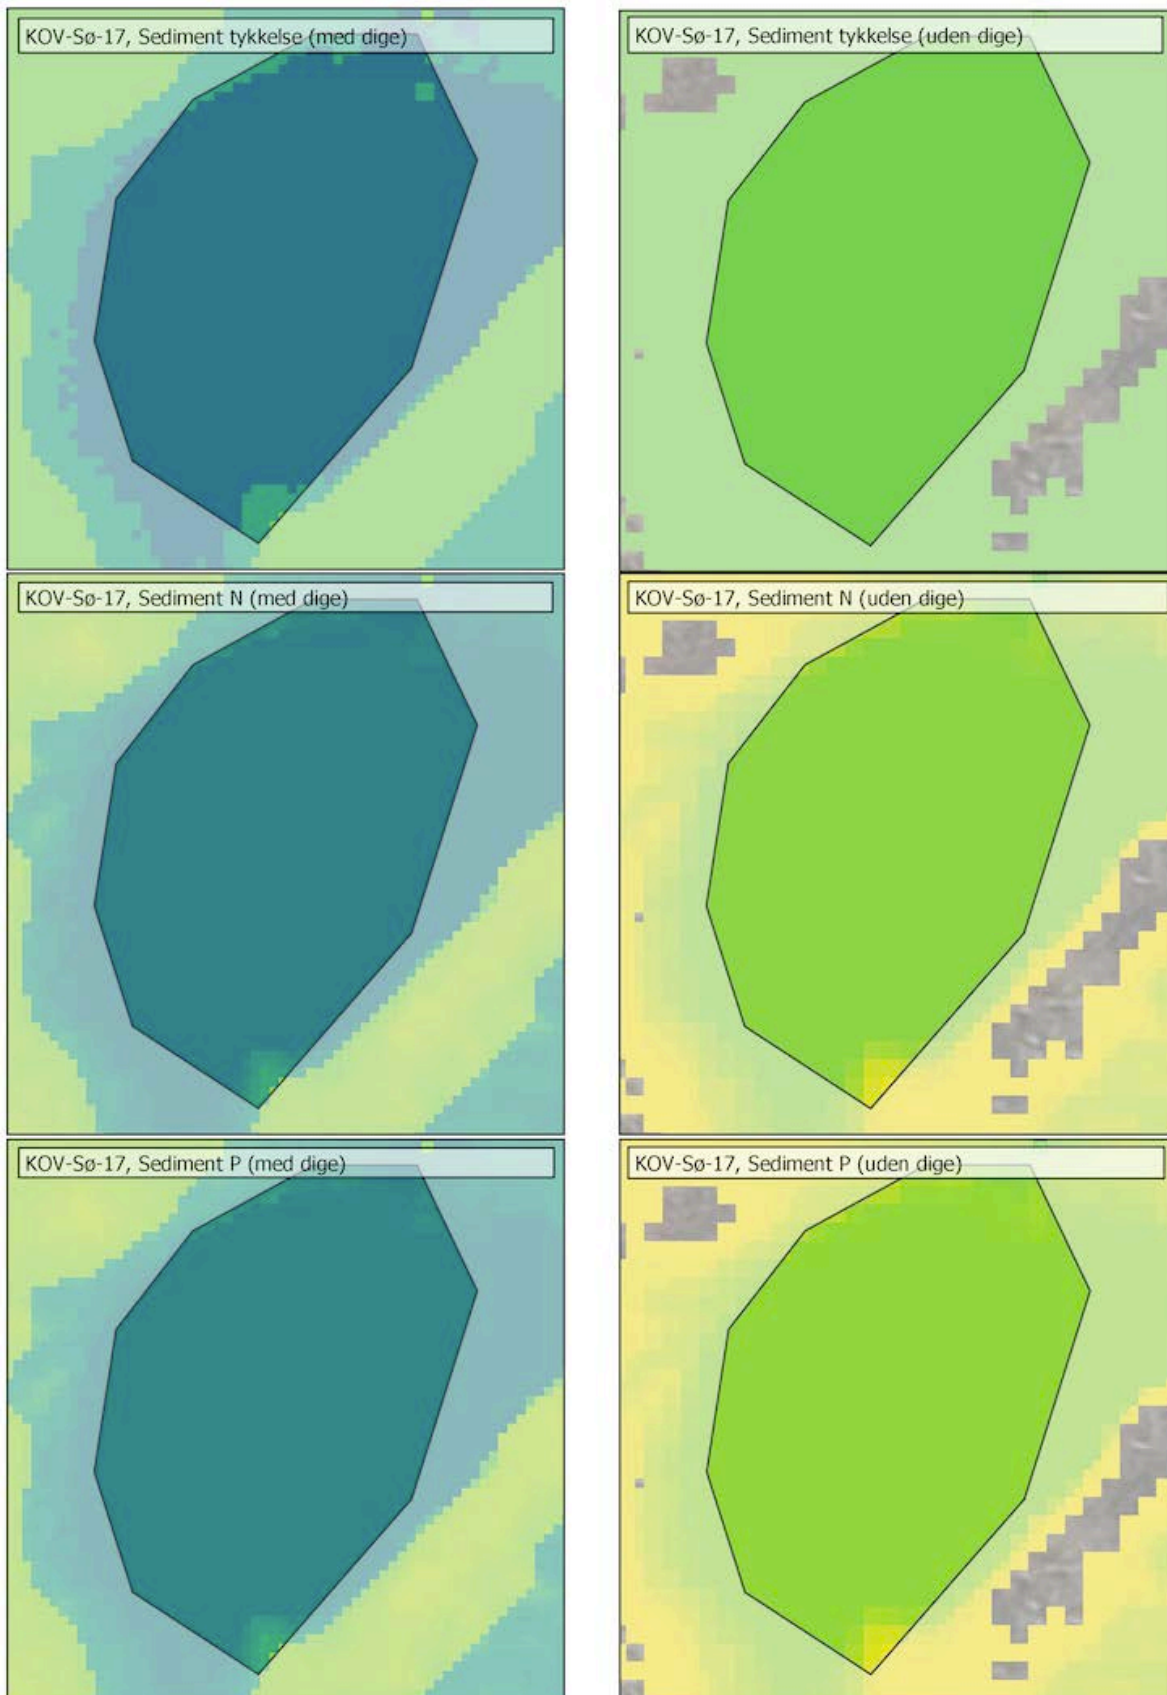 KOV-Sø-17, Sediment tykkelse (med dige)
KOV-Sø-17, Sediment tykkelse (uden dige)
KOV-Sø-17, Sediment N (med dige)
KOV-Sø-17, Sediment N (uden dige)
KOV-Sø-17, Sediment P (med dige)
KOV-Sø-17, Sediment P (uden dige)